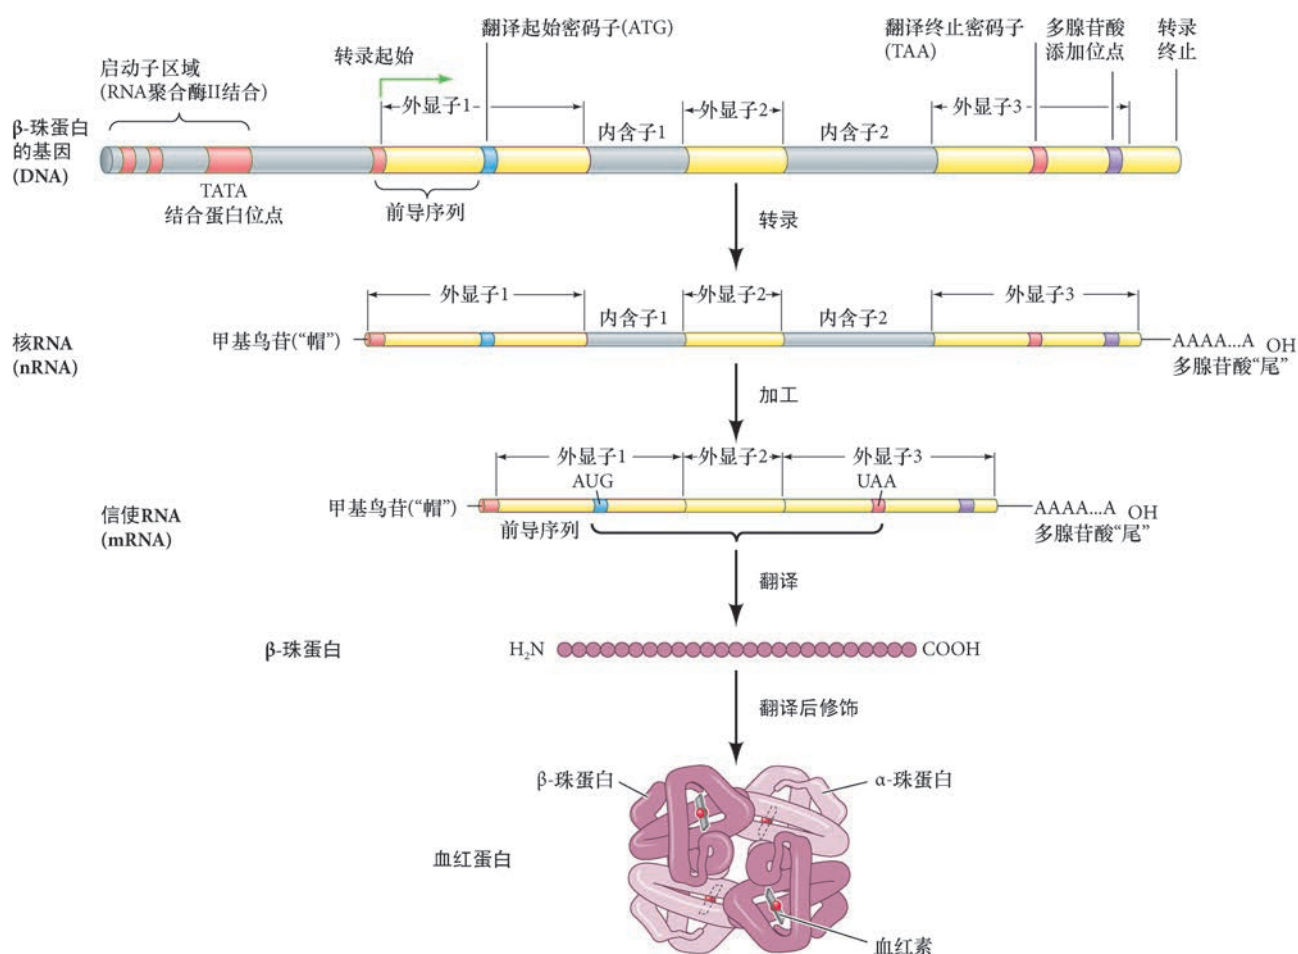 翻译起始密码子(ATG)
翻译终止密码子
(TAA)
多腺苷酸
添加位点
转录
终止
启动子区域
(RNA聚合酶II结合)
转录起始
外显子1
外显子2
外显子3
内含子1
内含子2
β-珠蛋白
的基因
(DNA)
TATA
结合蛋白位点
前导序列
转录
外显子1
外显子2
外显子3
内含子1
内含子2
核RNA
(nRNA)
甲基鸟苷(“帽”)
AAAA...A OH
多腺苷酸“尾”
加工
外显子1
外显子2
外显子3
AUG
UAA
信使RNA
(mRNA)
甲基鸟苷(“帽”)
AAAA...A OH
多腺苷酸“尾”
前导序列
翻译
β-珠蛋白
H₂N
COOH
翻译后修饰
β-珠蛋白
α-珠蛋白
血红蛋白
血红素